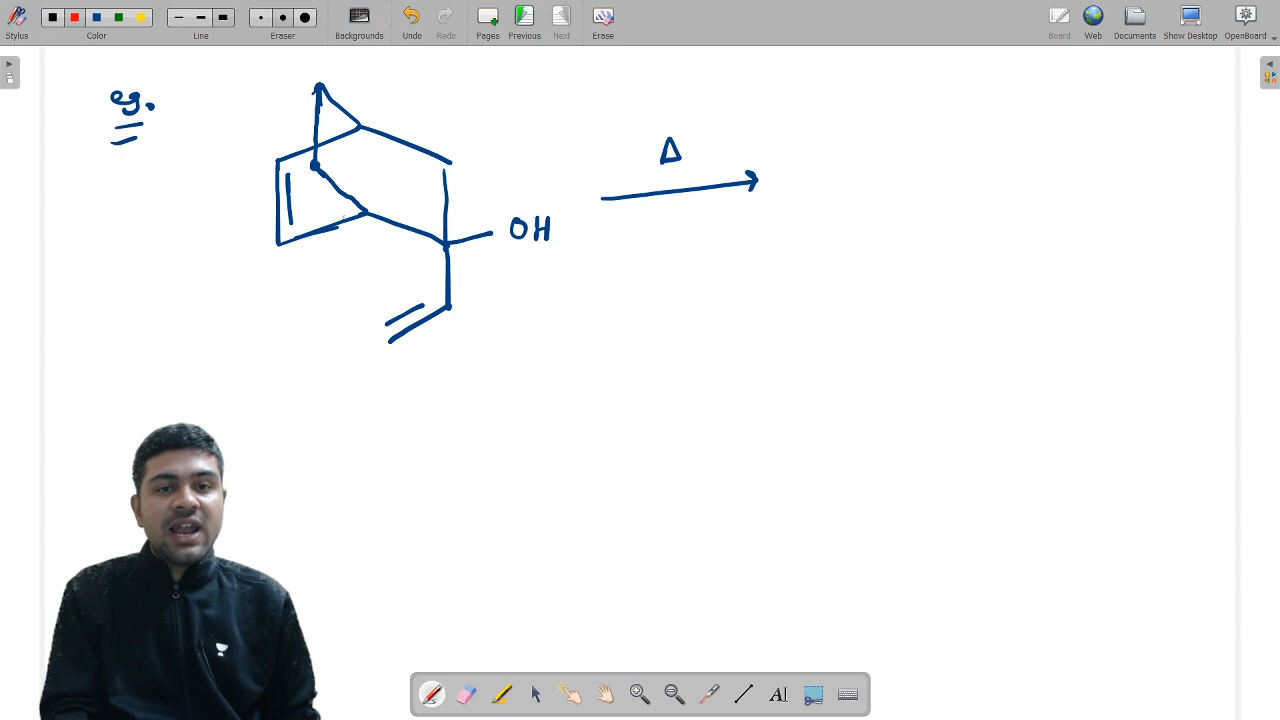 Stylus Color Line Eraser Backgrounds Undo Redo Pages Previous Next Erase Board Web Documents Show Desktop OpenBoard
eg.
Δ
OH
AI